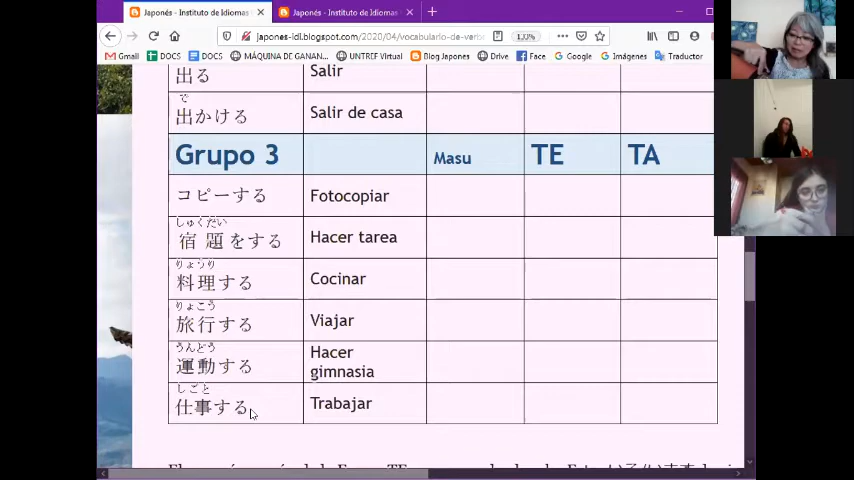 Japonés - Instituto de Idiomas
Japonés - Instituto de Idiomas
japones-idi.blogspot.com/2020/04/vocabulario-de-verbo
Gmail DOCS DOCS MÁQUINA DE GANAN... UNTREF Virtual Blog Japones Drive Face Google Imágenes Traductor
出る Salir
で
出かける Salir de casa
Grupo 3 Masu TE TA
コピーする Fotocopiar
しゅくだい
宿題をする Hacer tarea
りょうり
料理する Cocinar
りょこう
旅行する Viajar
うんどう
運動する Hacer gimnasia
しごと
仕事する Trabajar